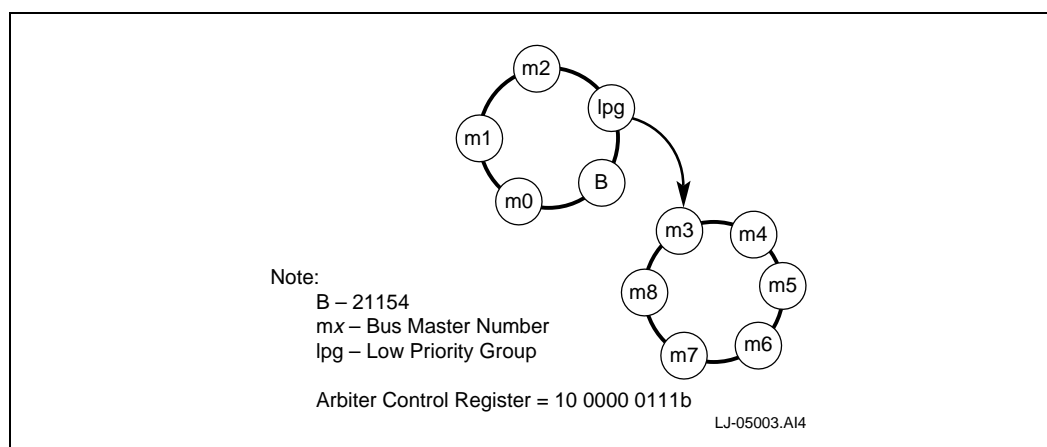 m2
lpg
m1
B
m0
m3
m4
m8
m5
m7
m6
Note:
B – 21154
mx – Bus Master Number
lpg – Low Priority Group
Arbiter Control Register = 10 0000 0111b
LJ-05003.AI4